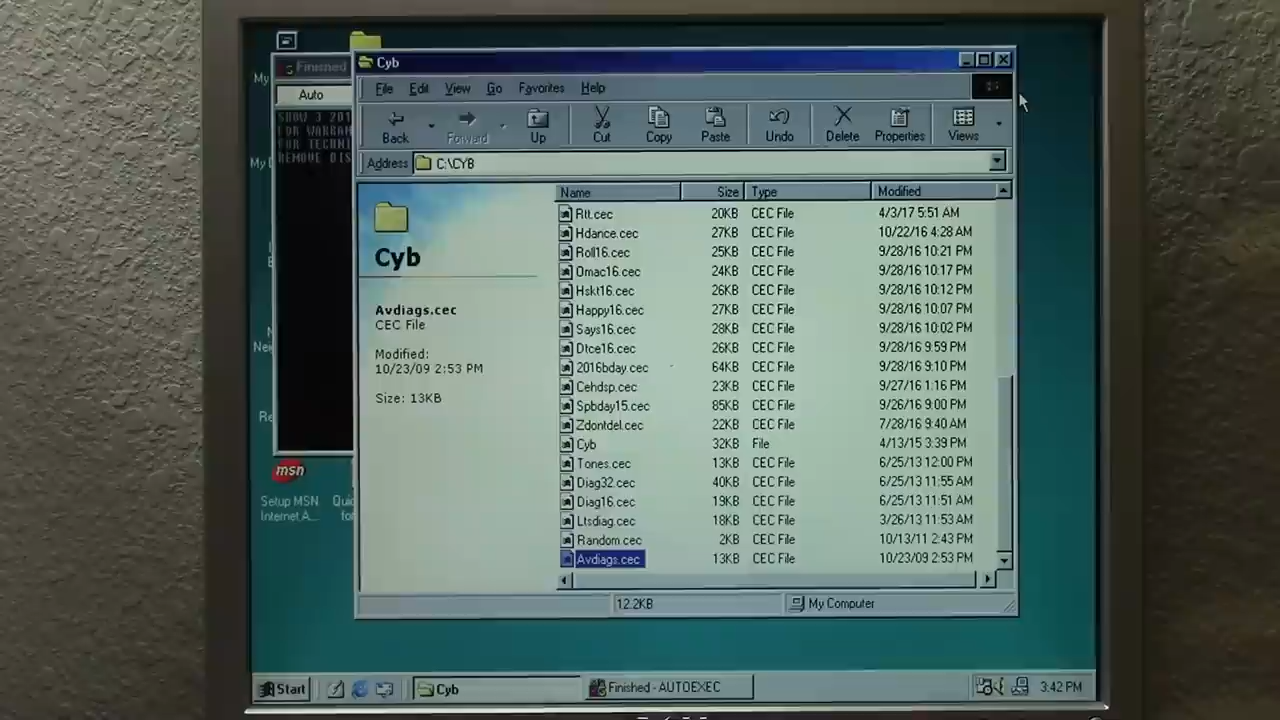 My
Finished
Auto
SHOW 3 201
FOR WARRAN
FOR TECHNI
REMOVE DIS
Cyb
File Edit View Go Favorites Help
Back Forward Up Cut Copy Paste Undo Delete Properties Views
Address C:\CYB
Cyb
Avdiags.cec
CEC File
Modified:
10/23/09 2:53 PM
Size: 13KB
Name Size Type Modified
Rtt.cec 20KB CEC File 4/3/17 5:51 AM
Hdance.cec 27KB CEC File 10/22/16 4:28 AM
Roll16.cec 25KB CEC File 9/28/16 10:21 PM
Omac16.cec 24KB CEC File 9/28/16 10:17 PM
Hskt16.cec 26KB CEC File 9/28/16 10:12 PM
Happy16.cec 27KB CEC File 9/28/16 10:07 PM
Says16.cec 28KB CEC File 9/28/16 10:02 PM
Dtce16.cec 26KB CEC File 9/28/16 9:59 PM
2016bday.cec 64KB CEC File 9/28/16 9:10 PM
Cehdsp.cec 23KB CEC File 9/27/16 1:16 PM
Spbday15.cec 85KB CEC File 9/26/16 9:00 PM
Zdontdel.cec 22KB CEC File 7/28/16 9:40 AM
Cyb 32KB File 4/13/15 3:39 PM
Tones.cec 13KB CEC File 6/25/13 12:00 PM
Diag32.cec 40KB CEC File 6/25/13 11:55 AM
Diag16.cec 19KB CEC File 6/25/13 11:51 AM
Ltsdiag.cec 18KB CEC File 3/26/13 11:53 AM
Random.cec 2KB CEC File 10/13/11 2:43 PM
Avdiags.cec 13KB CEC File 10/23/09 2:53 PM
12.2KB My Computer
msn
Setup MSN
Internet A...
Quic
for
Start Cyb Finished - AUTOEXEC 3:42 PM